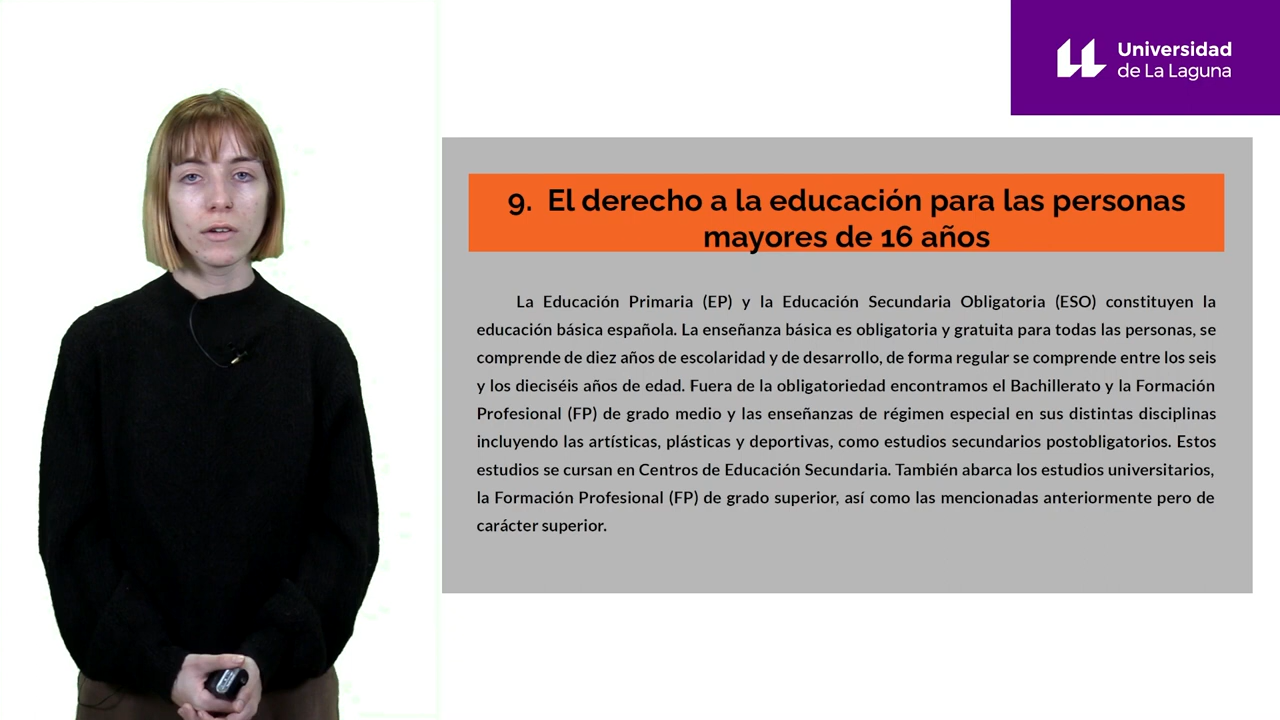 Universidad
de La Laguna
9. El derecho a la educación para las personas
mayores de 16 años
La Educación Primaria (EP) y la Educación Secundaria Obligatoria (ESO) constituyen la
educación básica española. La enseñanza básica es obligatoria y gratuita para todas las personas, se
comprende de diez años de escolaridad y de desarrollo, de forma regular se comprende entre los seis
y los dieciséis años de edad. Fuera de la obligatoriedad encontramos el Bachillerato y la Formación
Profesional (FP) de grado medio y las enseñanzas de régimen especial en sus distintas disciplinas
incluyendo las artísticas, plásticas y deportivas, como estudios secundarios postobligatorios. Estos
estudios se cursan en Centros de Educación Secundaria. También abarca los estudios universitarios,
la Formación Profesional (FP) de grado superior, así como las mencionadas anteriormente pero de
carácter superior.